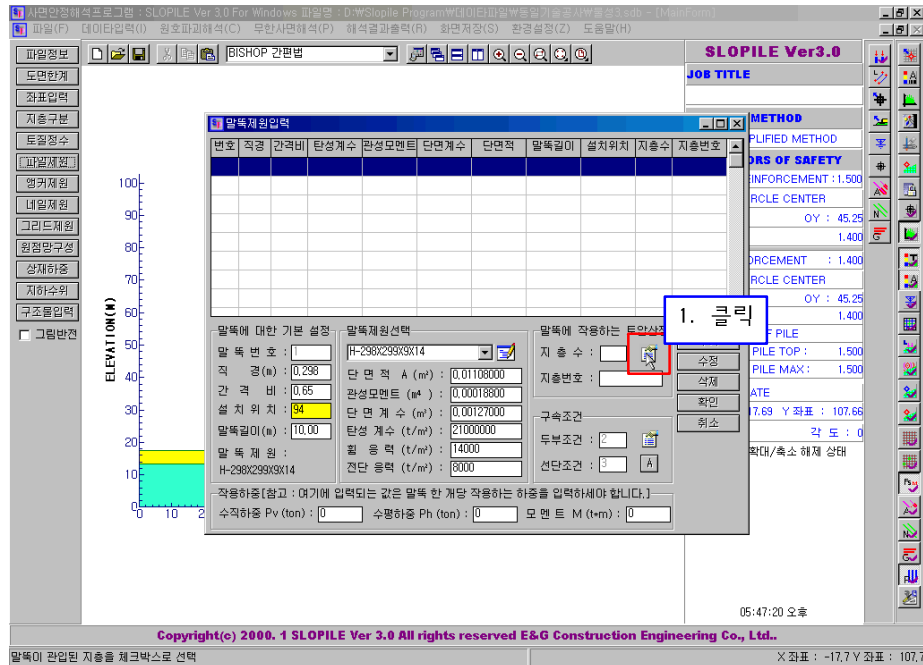 사면안정해석프로그램 : SLOPILE Ver 3,0 For Windows 파일명 : D:₩Slopile Program₩데이타파일₩동일기술공사₩홀성3,sdb - [MainForm]
파일(F) 데이타입력(I) 원호파괴해석(C) 무한사면해석(P) 해석결과출력(R) 화면저장(S) 환경설정(Z) 도움말(H)
파일정보
도면한계
좌표입력
지층구분
토질정수
파일제원
앵커제원
네일제원
그리드제원
원점망구성
상재하중
지하수위
구조물입력
그림반전
BISHOP 간편법
ELEVATION(M)
100
90
80
70
60
50
40
30
20
10
0
10
2
말뚝제원입력
번호 직경 간격비 탄성계수 관성모멘트 단면계수 단면적 말뚝길이 설치위치 지층수 지층번호
말뚝에 대한 기본 설정
말 뚝 번 호 : 1
직 경(m) : 0,298
간 격 비 : 0,65
설 치 위 치 : 94
말뚝길이(m) : 10,00
말 뚝 제 원 :
H-298X299X9X14
말뚝제원선택
H-298X299X9X14
단 면 적 A (m²) : 0,01108000
관성모멘트 (m⁴ ) : 0,00018800
단 면 계 수 (m³) : 0,00127000
탄성 계수 (t/m²) : 21000000
휨 응 력 (t/m²) : 14000
전단 응력 (t/m²) : 8000
말뚝에 작용하는 토압산정
지 층 수 :
지층번호 :
구속조건
두부조건 : 2
선단조건 : 3
A
수정
삭제
확인
취소
1. 클릭
작용하중[참고 : 여기에 입력되는 값은 말뚝 한 개당 작용하는 하중을 입력하세야 합니다.]
수직하중 Pv (ton) : 0 수평하중 Ph (ton) : 0 모 멘 트 M (t*m) : 0
SLOPILE Ver3.0
JOB TITLE
METHOD
PLIFIED METHOD
ORS OF SAFETY
EINFORCEMENT : 1.500
RCLE CENTER
OY : 45.25
1.400
ORCEMENT : 1.400
RCLE CENTER
OY : 45.25
1.400
F PILE
PILE TOP : 1.500
PILE MAX : 1.500
ATE
17.69 Y 좌표 : 107.66
각 도 : 0
확대/축소 해제 상태
05:47:20 오후
Copyright(c) 2000. 1 SLOPILE Ver 3.0 All rights reserved E&G Construction Engineering Co., Ltd..
말뚝이 관입된 지층을 체크박스로 선택
X 좌표 : -17,7 Y 좌표 : 107,7